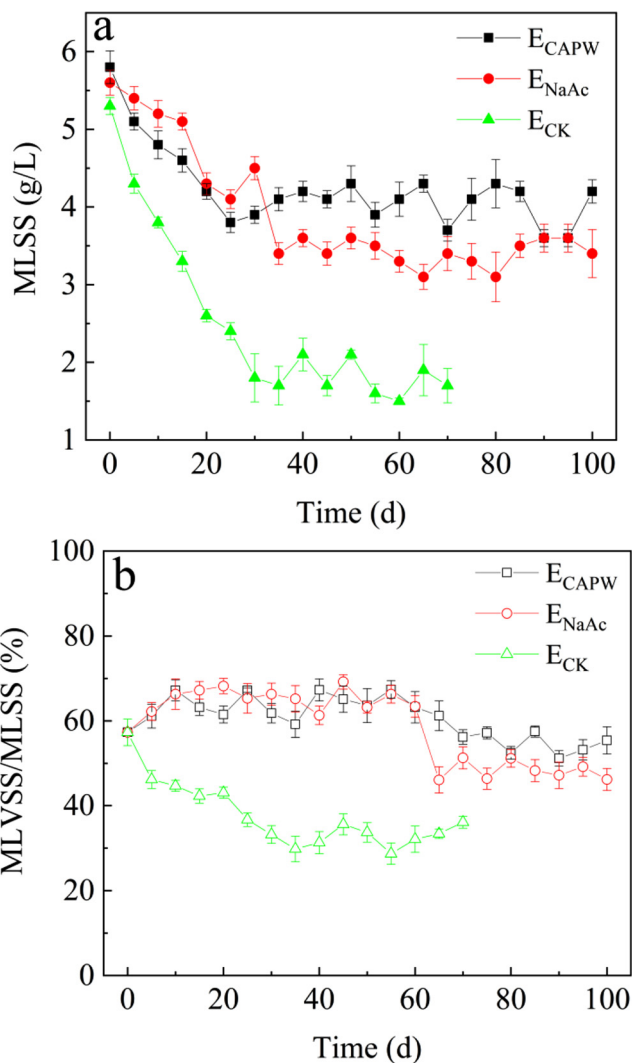 a
E_CAPW
E_NaAc
E_CK
MLSS (g/L)
6
5
4
3
2
1
0 20 40 60 80 100
Time (d)
b
E_CAPW
E_NaAc
E_CK
MLVSS/MLSS (%)
100
80
60
40
20
0
0 20 40 60 80 100
Time (d)